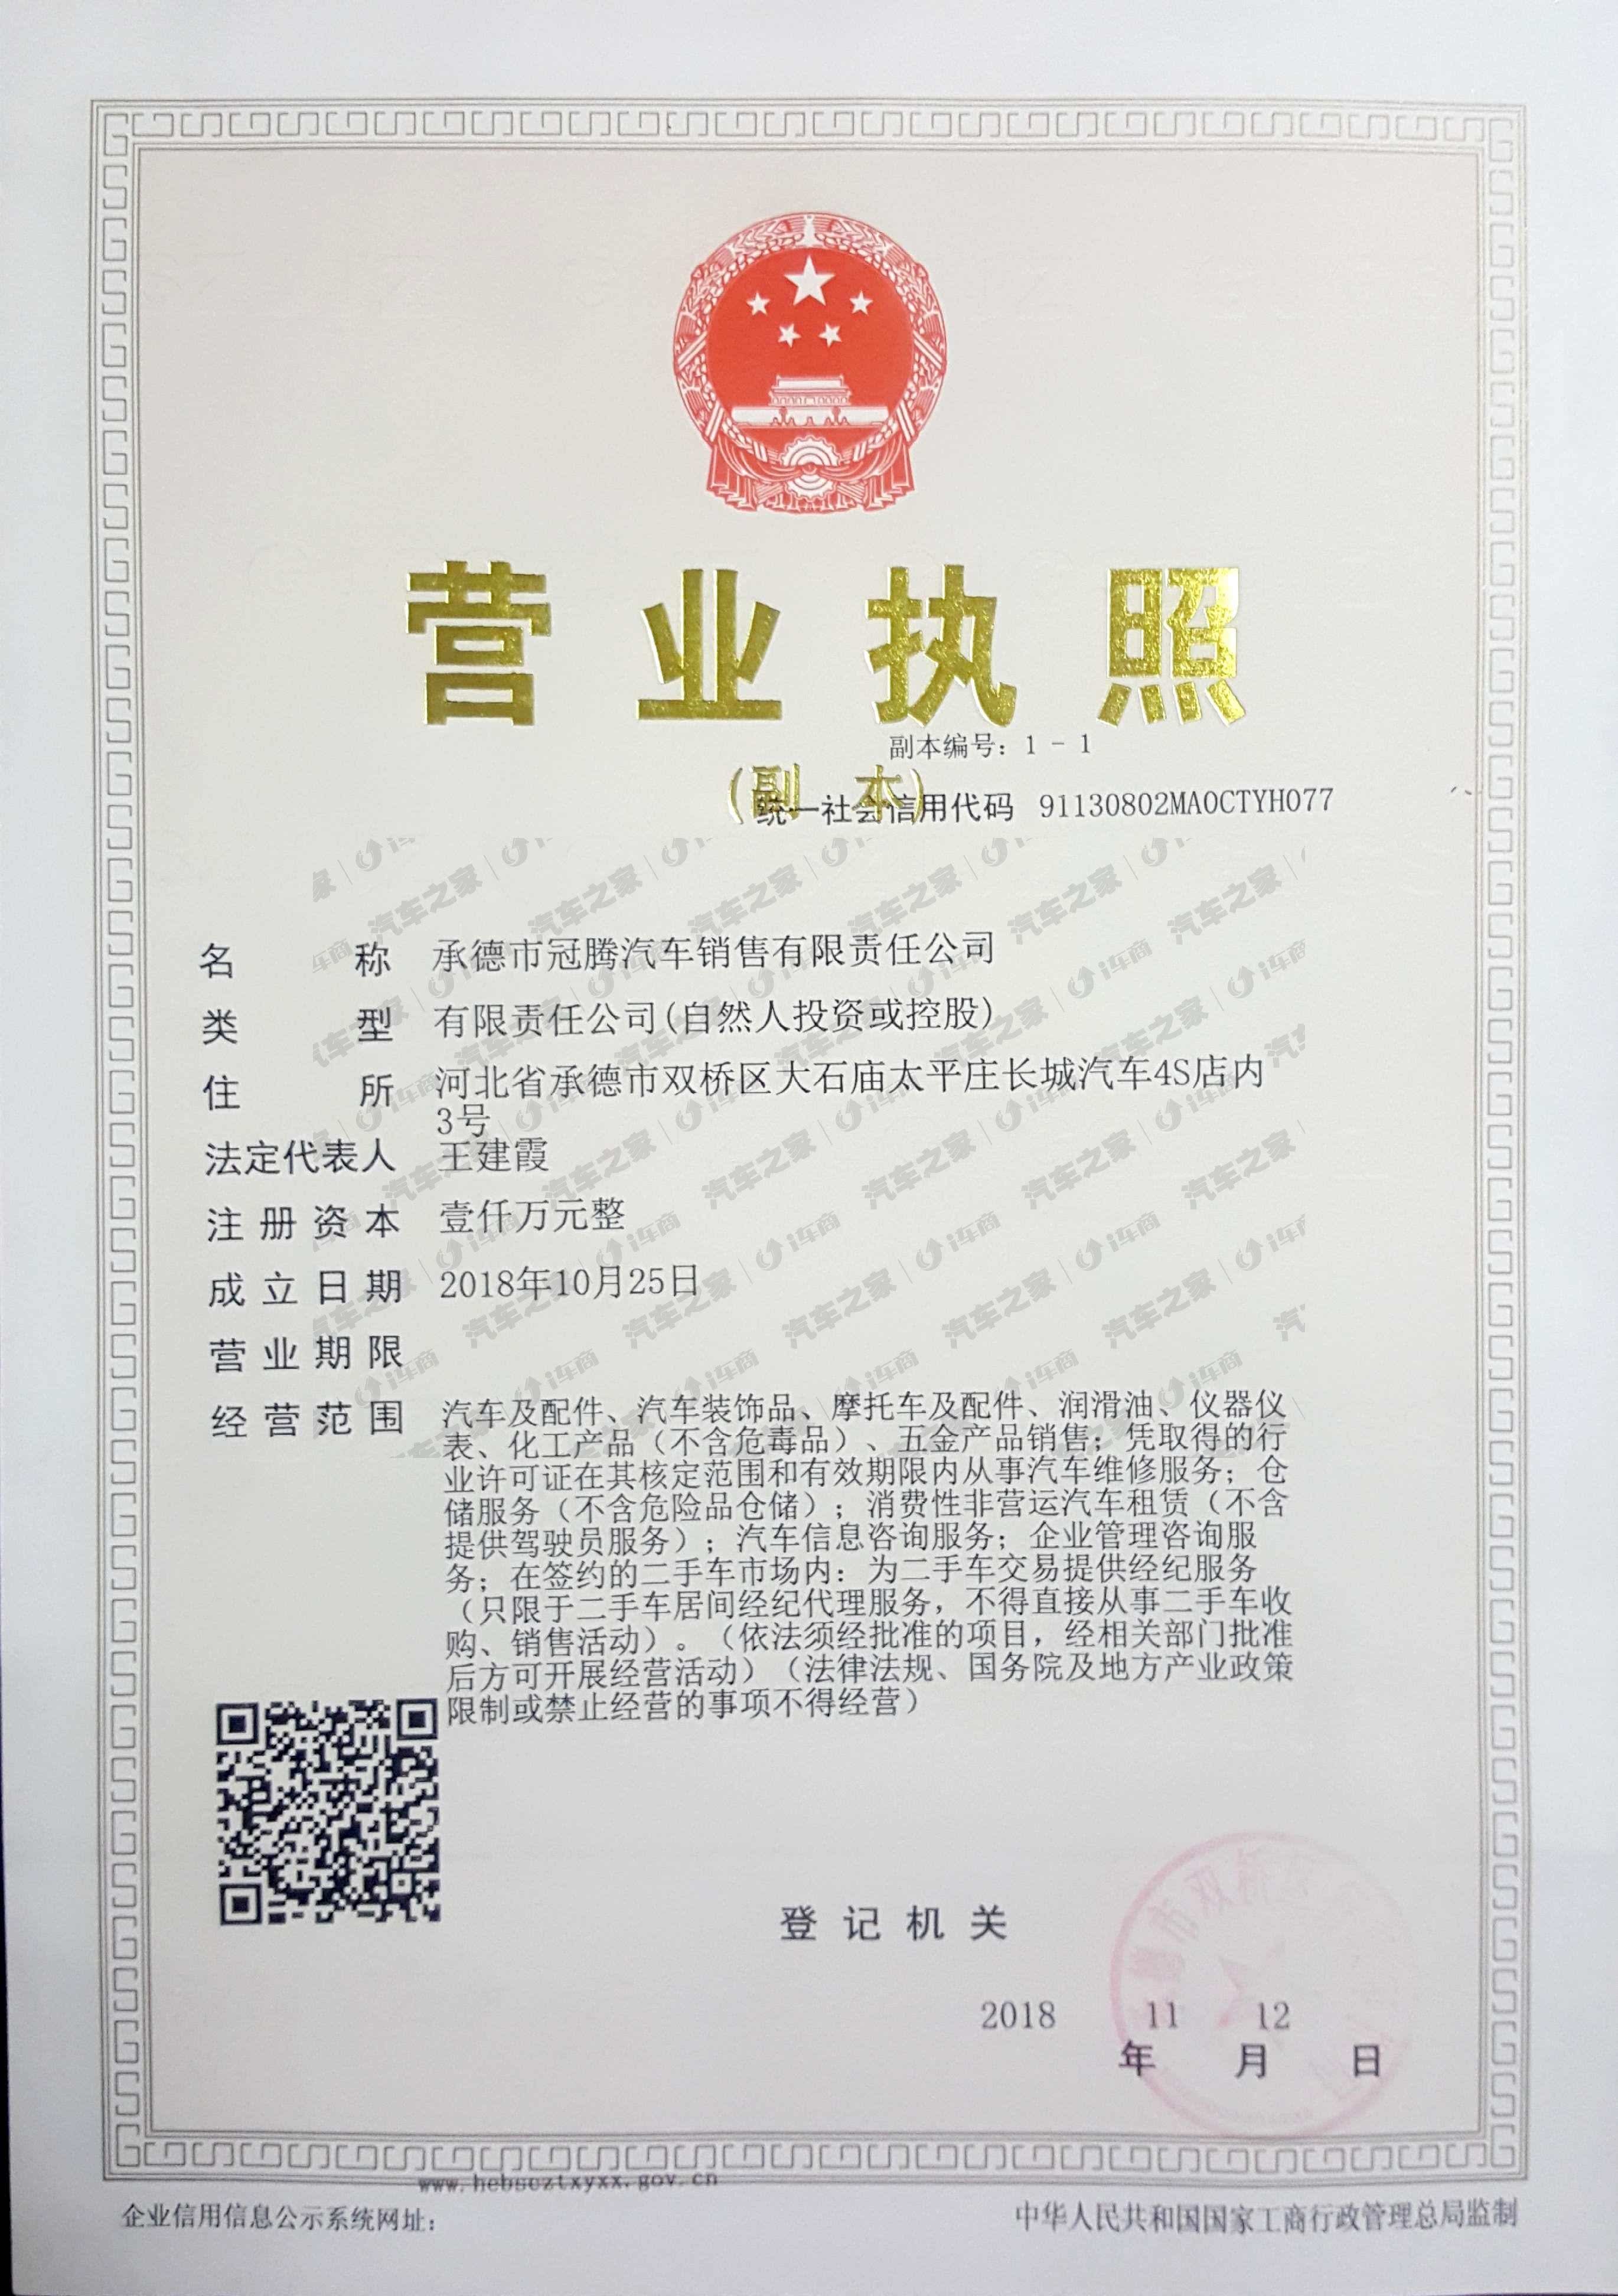 营业执照
副本编号：1－1
(副 本)
统一社会信用代码 91130802MA0CTYH077
名 称 承德市冠腾汽车销售有限责任公司
类 型 有限责任公司(自然人投资或控股)
住 所 河北省承德市双桥区大石庙太平庄长城汽车4S店内
3号
法定代表人 王建霞
注册资本 壹仟万元整
成立日期 2018年10月25日
营业期限
经营范围 汽车及配件、汽车装饰品、摩托车及配件、润滑油、仪器仪
表、化工产品（不含危毒品）、五金产品销售；凭取得的行
业许可证在其核定范围和有效期限内从事汽车维修服务；仓
储服务（不含危险品仓储）；消费性非营运汽车租赁（不含
提供驾驶员服务）；汽车信息咨询服务；企业管理咨询服
务；在签约的二手车市场内：为二手车交易提供经纪服务
（只限于二手车居间经纪代理服务，不得直接从事二手车收
购、销售活动）。（依法须经批准的项目，经相关部门批准
后方可开展经营活动）（法律法规、国务院及地方产业政策
限制或禁止经营的事项不得经营）
登记机关
2018 11 12
年 月 日
www.hebscztxyxx.gov.cn
企业信用信息公示系统网址：
中华人民共和国国家工商行政管理总局监制
汽车之家 | i车商